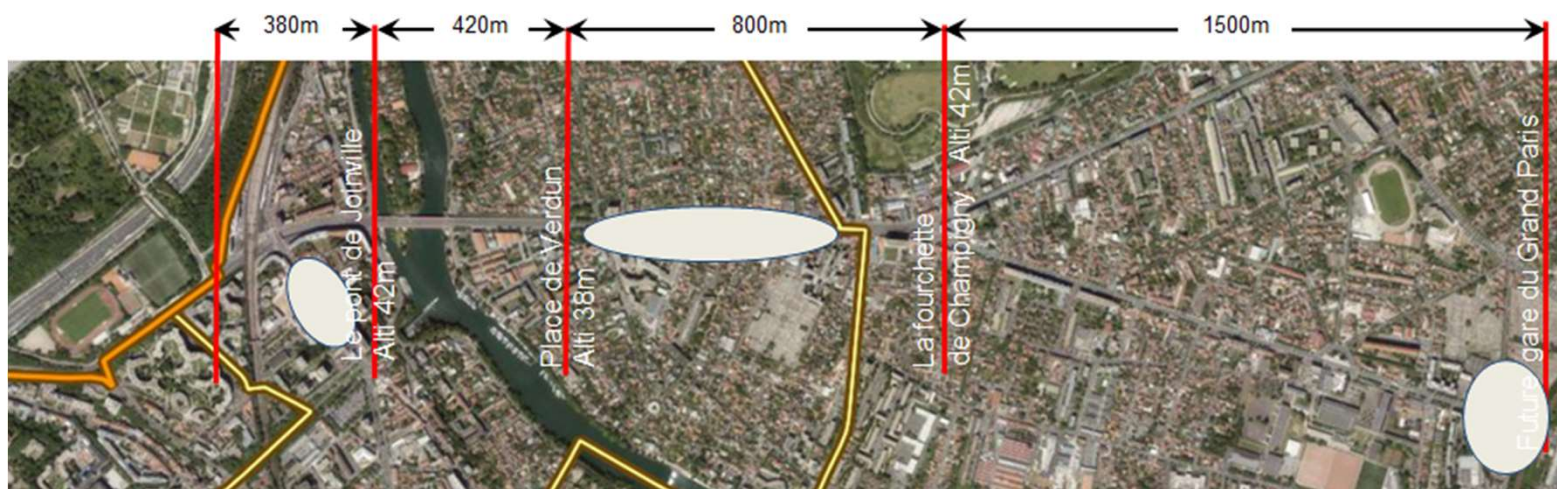 380m
420m
800m
1500m
Le pont de Joinville
Alti 42m
Place de Verdun
Alti 38m
La fourchette
de Champigny Alti 42m
Future gare du Grand Paris